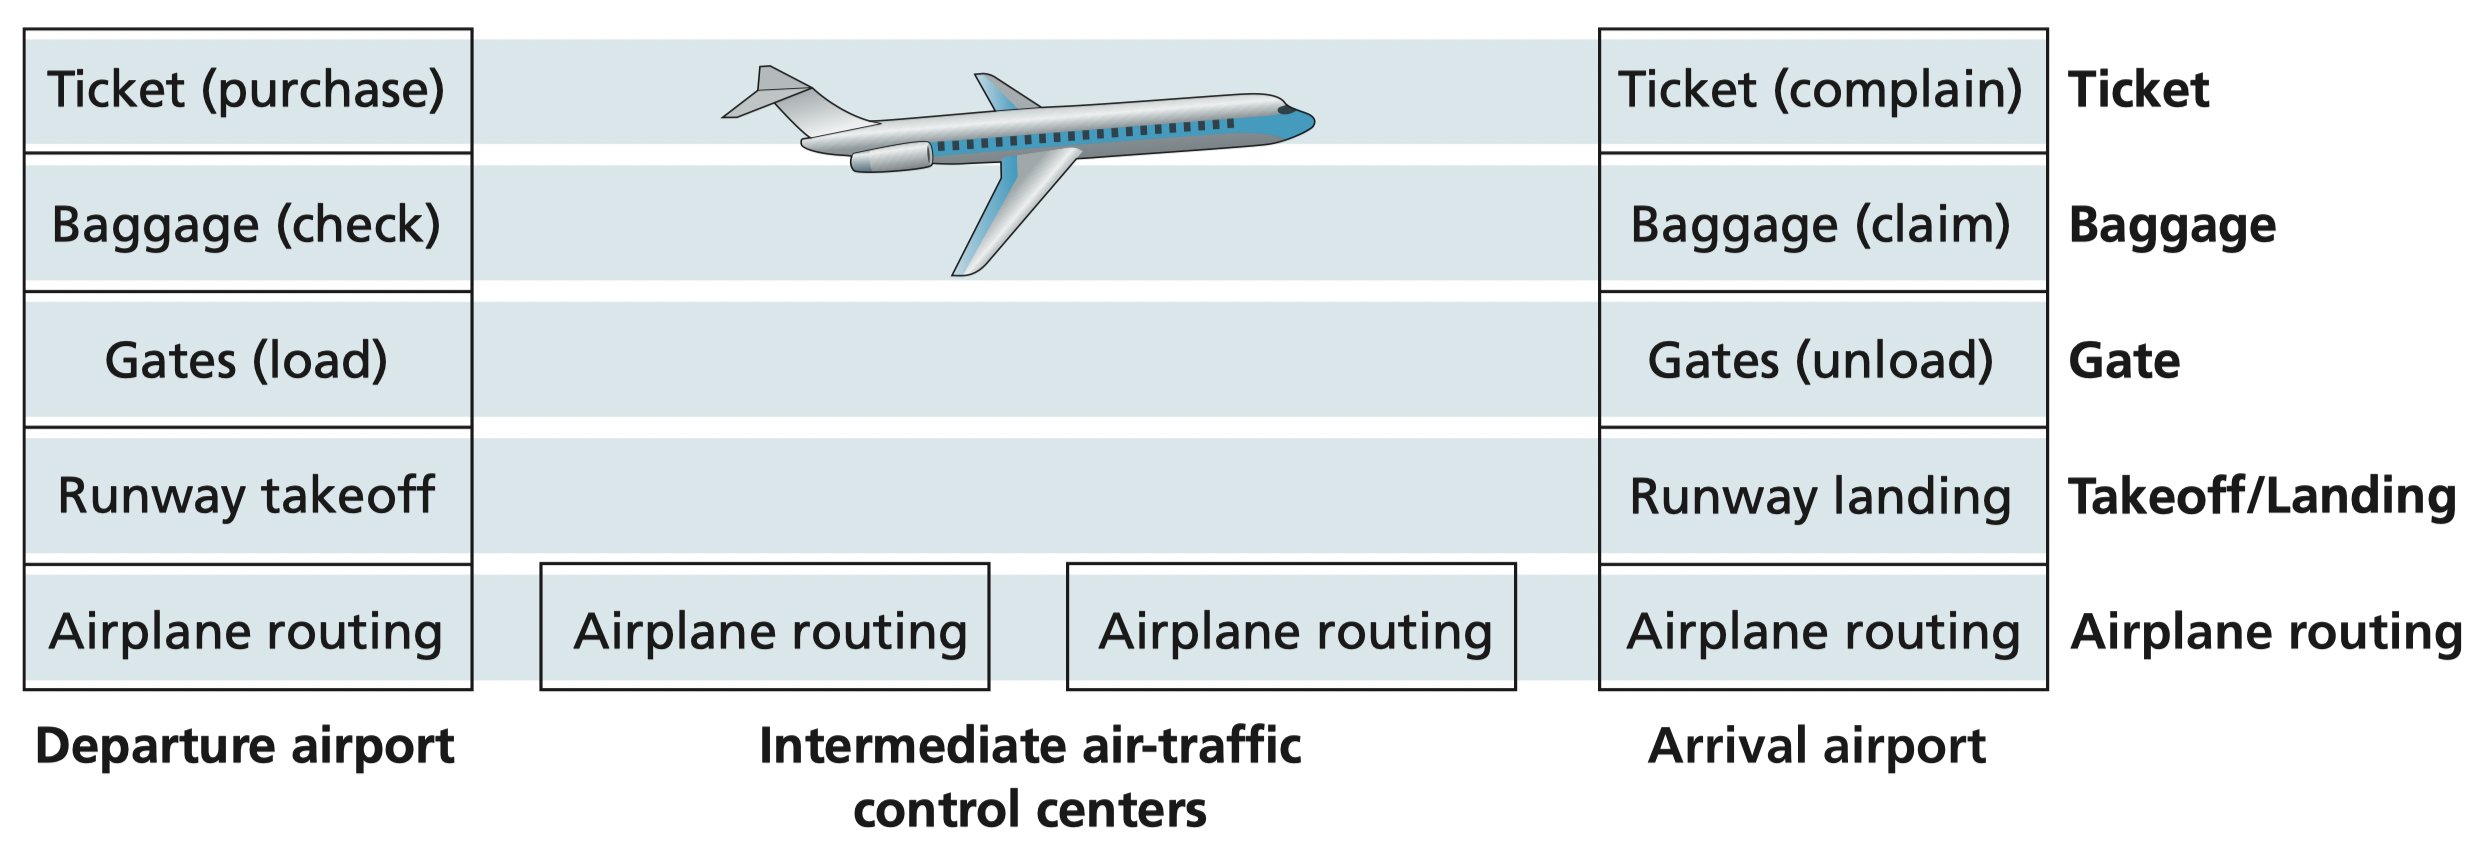 Ticket (purchase)
Ticket (complain)
Ticket
Baggage (check)
Baggage (claim)
Baggage
Gates (load)
Gates (unload)
Gate
Runway takeoff
Runway landing
Takeoff/Landing
Airplane routing
Airplane routing
Airplane routing
Airplane routing
Airplane routing
Departure airport
Intermediate air-traffic
control centers
Arrival airport